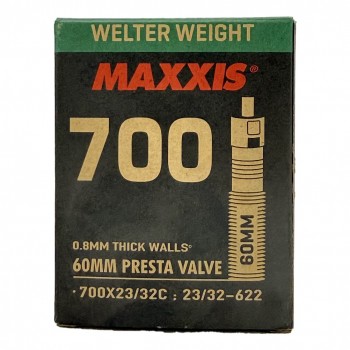 WELTER WEIGHT
MAXXIS®
700
60MM
0.8MM THICK WALLS°
60MM PRESTA VALVE
·700X23/32C ; 23/32-622